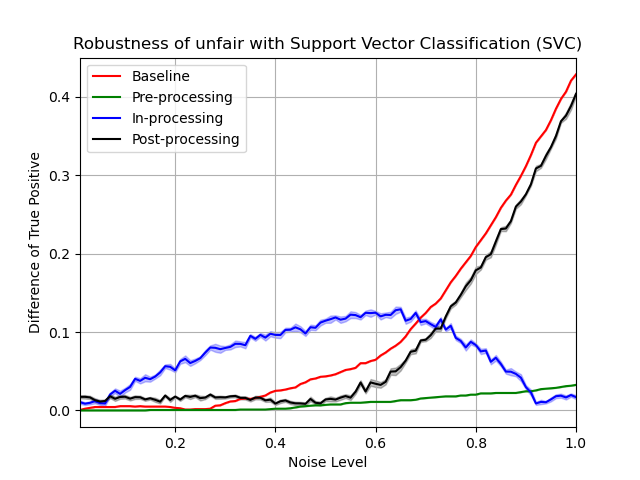 Robustness of unfair with Support Vector Classification (SVC)
Baseline
Pre-processing
In-processing
Post-processing
Difference of True Positive
0.4
0.3
0.2
0.1
0.0
0.2 0.4 0.6 0.8 1.0
Noise Level